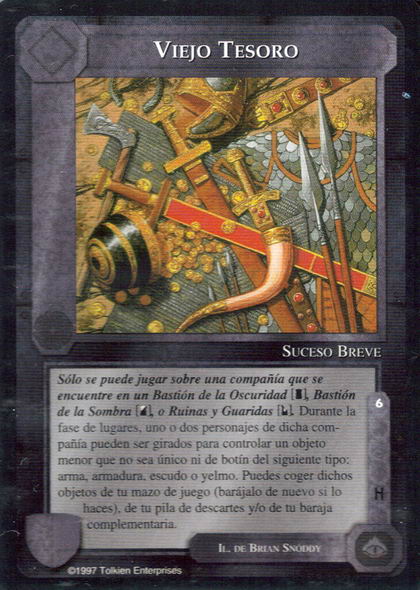 VIEJO TESORO
SUCESO BREVE
Sólo se puede jugar sobre una compañía que se
encuentre en un Bastión de la Oscuridad [], Bastión
de la Sombra [], o Ruinas y Guaridas []. Durante la
fase de lugares, uno o dos personajes de dicha com-
pañía pueden ser girados para controlar un objeto
menor que no sea único ni de botín del siguiente tipo:
arma, armadura, escudo o yelmo. Puedes coger dichos
objetos de tu mazo de juego (barájalo de nuevo si lo
haces), de tu pila de descartes y/o de tu baraja
complementaria.
6
H
IL. DE BRIAN SNODDY
©1997 Tolkien Enterprises